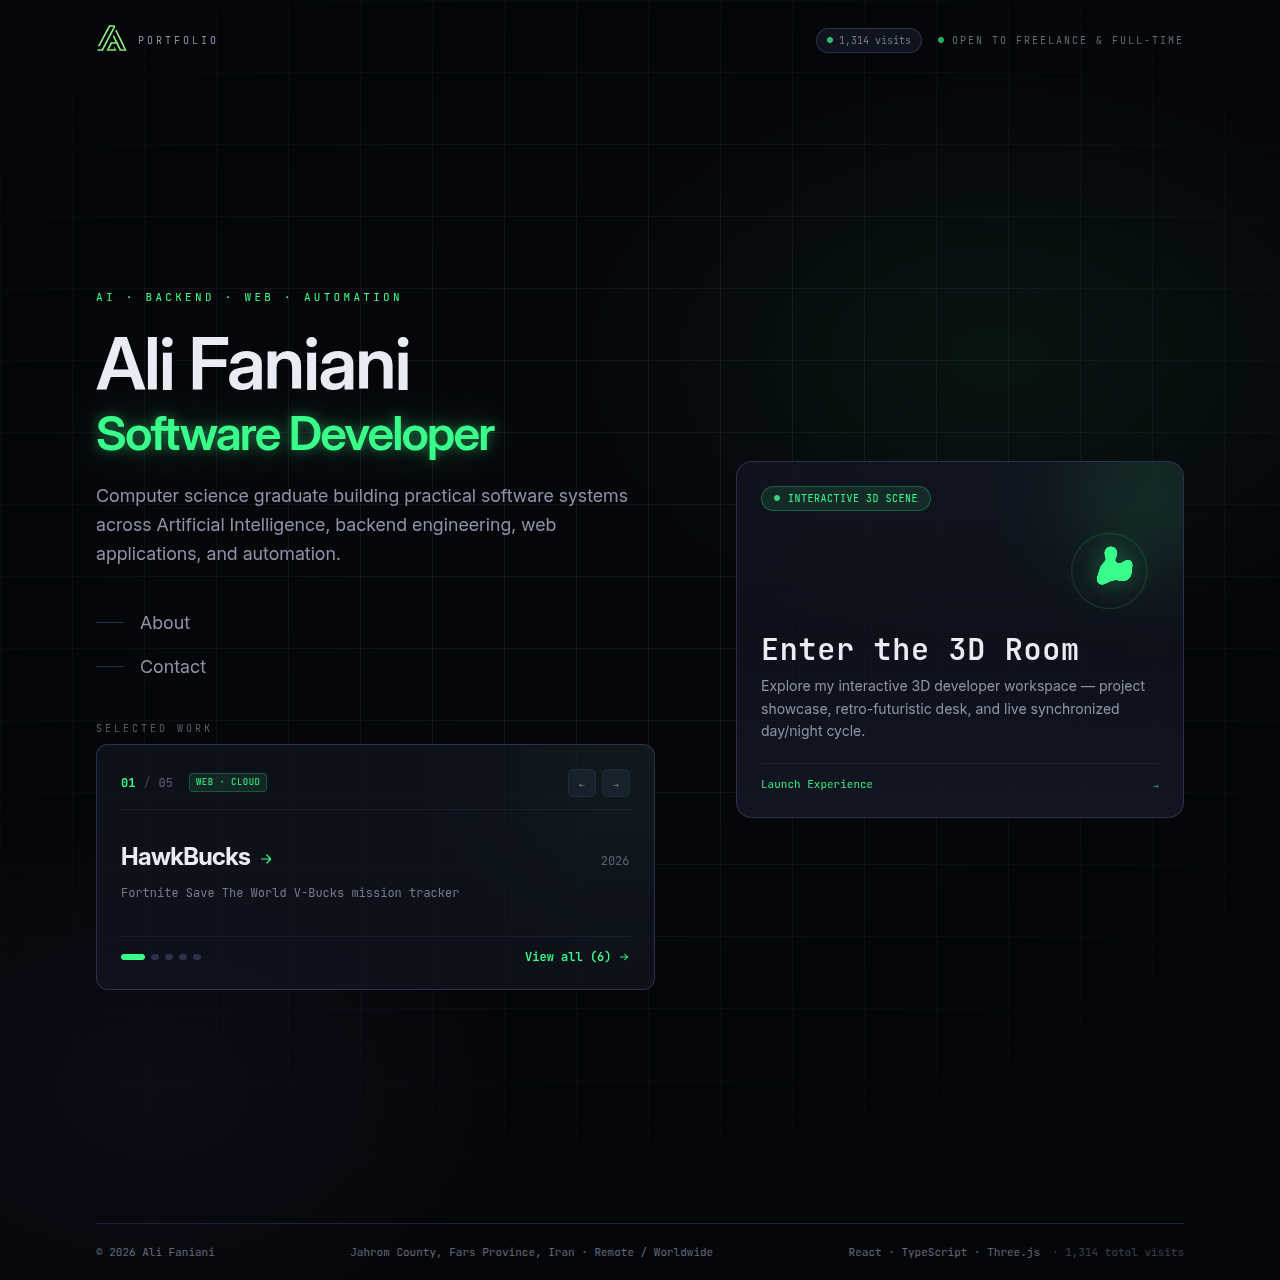 PORTFOLIO
1,314 visits
OPEN TO FREELANCE & FULL-TIME
AI · BACKEND · WEB · AUTOMATION
Ali Faniani
Software Developer
Computer science graduate building practical software systems
across Artificial Intelligence, backend engineering, web
applications, and automation.
About
Contact
SELECTED WORK
01 / 05 WEB · CLOUD ← →
HawkBucks →
2026
Fortnite Save The World V-Bucks mission tracker
View all (6) →
INTERACTIVE 3D SCENE
Enter the 3D Room
Explore my interactive 3D developer workspace — project
showcase, retro-futuristic desk, and live synchronized
day/night cycle.
Launch Experience →
© 2026 Ali Faniani
Jahrom County, Fars Province, Iran · Remote / Worldwide
React · TypeScript · Three.js · 1,314 total visits